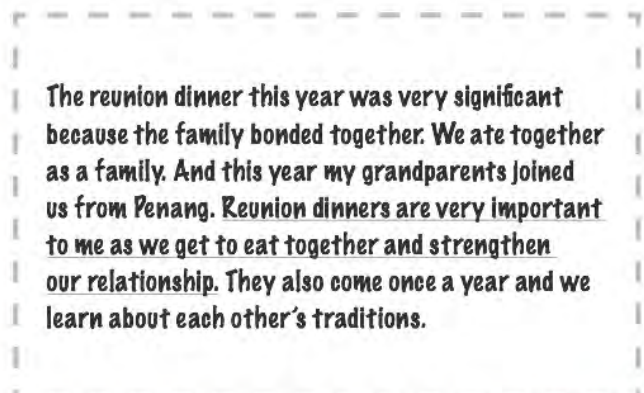 The reunion dinner this year was very significant
because the family bonded together. We ate together
as a family. And this year my grandparents joined
us from Penang. Reunion dinners are very important
to me as we get to eat together and strengthen
our relationship. They also come once a year and we
learn about each other's traditions.